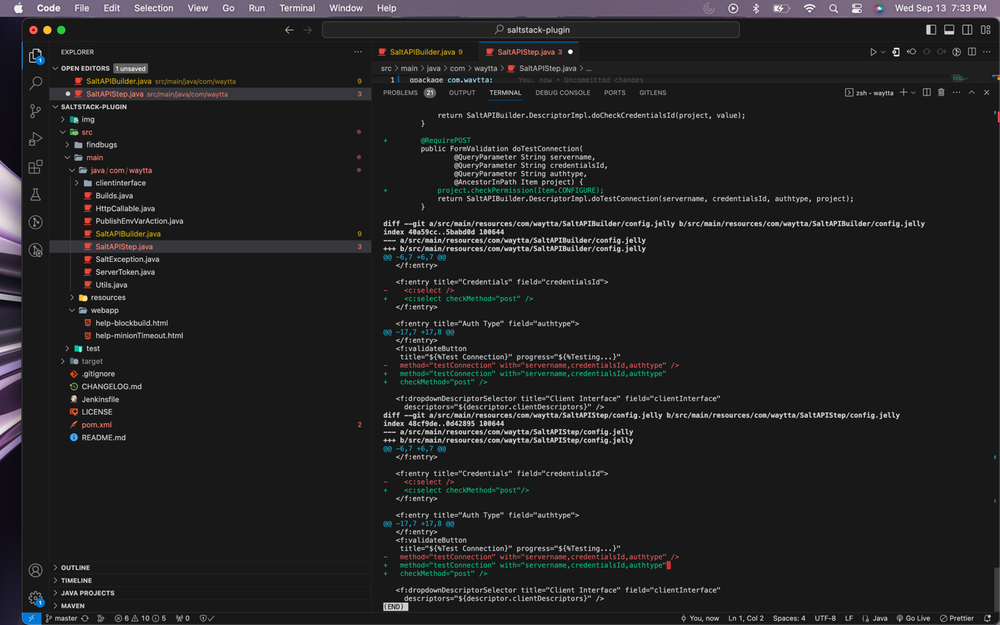 Code File Edit Selection View Go Run Terminal Window Help Wed Sep 13 7:33 PM
saltstack-plugin
EXPLORER
OPEN EDITORS 1 unsaved
SaltAPIBuilder.java src/main/java/com/waytta 9
SaltAPIStep.java src/main/java/com/waytta 3
SALTSTACK-PLUGIN
img
src
findbugs
main
java/com/waytta
clientinterface
Builds.java
HttpCallable.java
PublishEnvVarAction.java
SaltAPIBuilder.java 9
SaltAPIStep.java 3
SaltException.java
ServerToken.java
Utils.java
resources
webapp
help-blockbuild.html
help-minionTimeout.html
test
target
.gitignore
CHANGELOG.md
Jenkinsfile
LICENSE
pom.xml 2
README.md
OUTLINE
TIMELINE
JAVA PROJECTS
MAVEN
1
1
SaltAPIBuilder.java 9 SaltAPIStep.java 3
src > main > java > com > waytta > SaltAPIStep.java > ...
1 qpackage com.waytta; You, now • Uncommitted changes
PROBLEMS 21 OUTPUT TERMINAL DEBUG CONSOLE PORTS GITLENS zsh - waytta
return SaltAPIBuilder.DescriptorImpl.doCheckCredentialsId(project, value);
}
+ @RequirePOST
public FormValidation doTestConnection(
@QueryParameter String servername,
@QueryParameter String credentialsId,
@QueryParameter String authtype,
@AncestorInPath Item project) {
+ project.checkPermission(Item.CONFIGURE);
return SaltAPIBuilder.DescriptorImpl.doTestConnection(servername, credentialsId, authtype, project);
}
diff --git a/src/main/resources/com/waytta/SaltAPIBuilder/config.jelly b/src/main/resources/com/waytta/SaltAPIBuilder/config.jelly
index 40a59cc..5babd0d 100644
--- a/src/main/resources/com/waytta/SaltAPIBuilder/config.jelly
+++ b/src/main/resources/com/waytta/SaltAPIBuilder/config.jelly
@@ -6,7 +6,7 @@
</f:entry>
<f:entry title="Credentials" field="credentialsId">
- <c:select />
+ <c:select checkMethod="post" />
</f:entry>
<f:entry title="Auth Type" field="authtype">
@@ -17,7 +17,8 @@
</f:entry>
<f:validateButton
title="${%Test Connection}" progress="${%Testing...}"
- method="testConnection" with="servername,credentialsId,authtype" />
+ method="testConnection" with="servername,credentialsId,authtype"
+ checkMethod="post" />
<f:dropdownDescriptorSelector title="Client Interface" field="clientInterface"
descriptors="${descriptor.clientDescriptors}" />
diff --git a/src/main/resources/com/waytta/SaltAPIStep/config.jelly b/src/main/resources/com/waytta/SaltAPIStep/config.jelly
index 48cf9de..0d42895 100644
--- a/src/main/resources/com/waytta/SaltAPIStep/config.jelly
+++ b/src/main/resources/com/waytta/SaltAPIStep/config.jelly
@@ -6,7 +6,7 @@
</f:entry>
<f:entry title="Credentials" field="credentialsId">
- <c:select />
+ <c:select checkMethod="post"/>
</f:entry>
<f:entry title="Auth Type" field="authtype">
@@ -17,7 +17,8 @@
</f:entry>
<f:validateButton
title="${%Test Connection}" progress="${%Testing...}"
- method="testConnection" with="servername,credentialsId,authtype" />
+ method="testConnection" with="servername,credentialsId,authtype"
+ checkMethod="post" />
<f:dropdownDescriptorSelector title="Client Interface" field="clientInterface"
descriptors="${descriptor.clientDescriptors}" />
(END)
master 6 10 5 0 You, now Ln 1, Col 2 Spaces: 4 UTF-8 LF Java Go Live Prettier